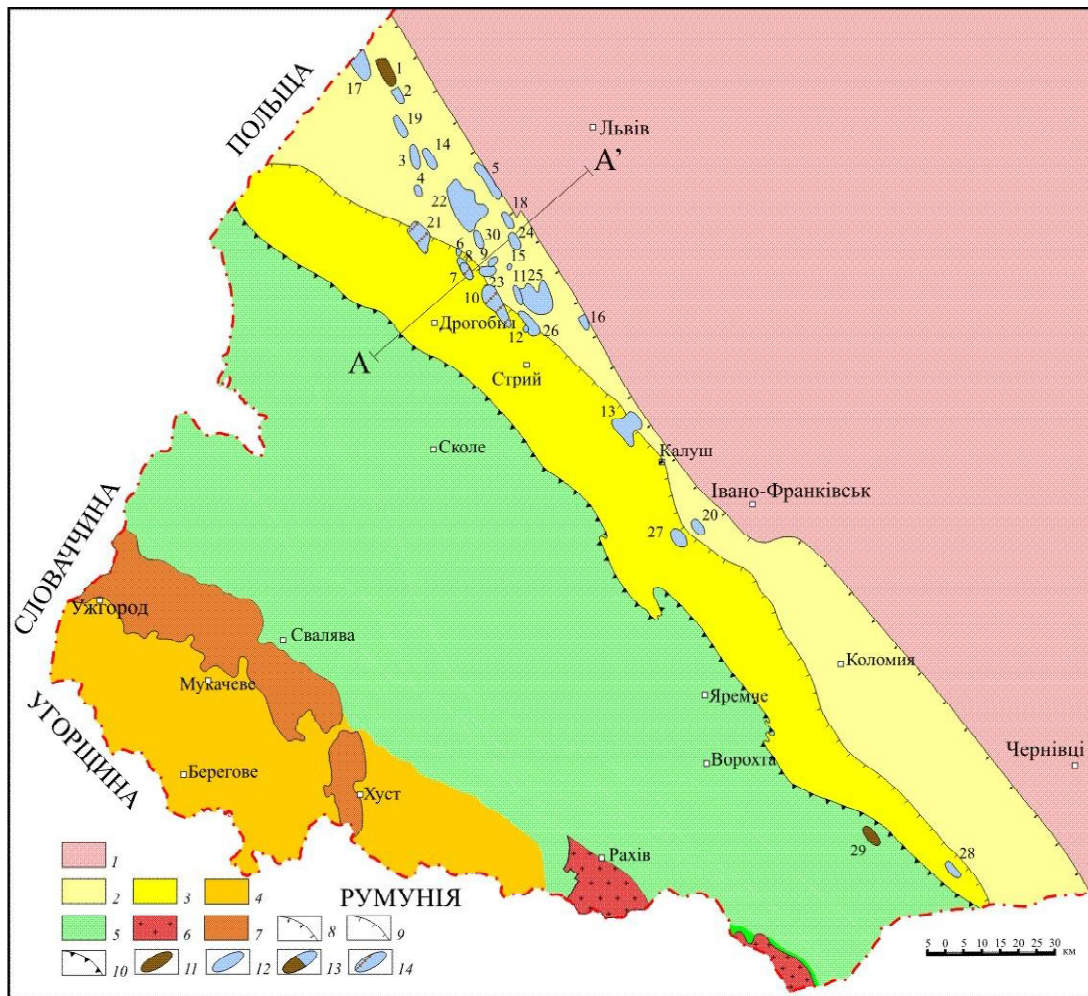 ПОЛЬЩА
1
17
2
Львів
19
14
3
A'
5
4
22
18
21
30
24
6
9
15
8
7
23
11
25
10
16
Дрогобич
12
26
A
Стрий
13
Сколе
Калуш
Івано-Франківськ
20
27
СЛОВАЧЧИНА
Ужгород
Свалява
Коломия
Мукачеве
Яремче
УГОРЩИНА
Ворохта
Чернівці
Берегове
Хуст
29
28
Рахів
РУМУНІЯ
1
2 3 4
5 6 7 8 9
10 11 12 13 14
5 0 5 10 15 20 25 30 км